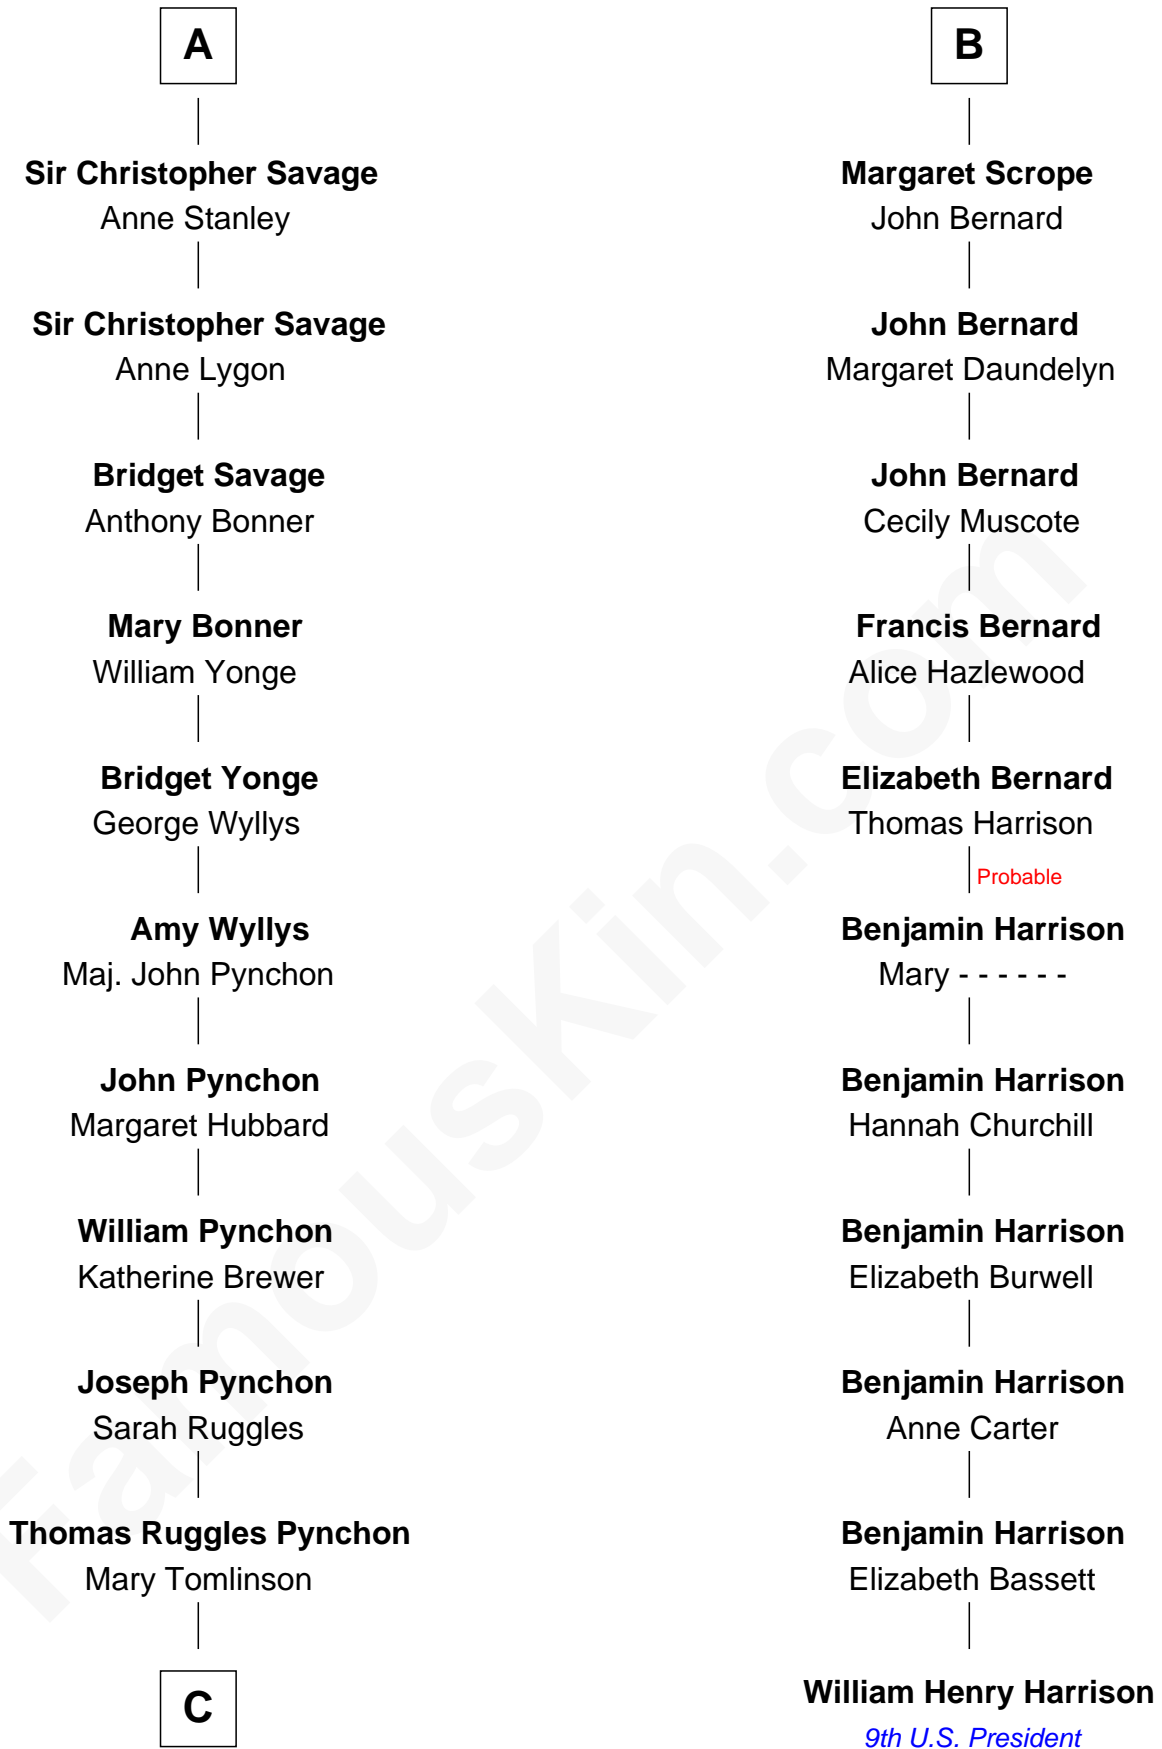 A
Sir Christopher Savage
Anne Stanley
Sir Christopher Savage
Anne Lygon
Bridget Savage
Anthony Bonner
Mary Bonner
William Yonge
Bridget Yonge
George Wyllys
Amy Wyllys
Maj. John Pynchon
John Pynchon
Margaret Hubbard
William Pynchon
Katherine Brewer
Joseph Pynchon
Sarah Ruggles
Thomas Ruggles Pynchon
Mary Tomlinson
C
B
Margaret Scrope
John Bernard
John Bernard
Margaret Daundelyn
John Bernard
Cecily Muscote
Francis Bernard
Alice Hazlewood
Elizabeth Bernard
Thomas Harrison
Probable
Benjamin Harrison
Mary - - - - - -
Benjamin Harrison
Hannah Churchill
Benjamin Harrison
Elizabeth Burwell
Benjamin Harrison
Anne Carter
Benjamin Harrison
Elizabeth Bassett
William Henry Harrison
9th U.S. President
FamousKin.com